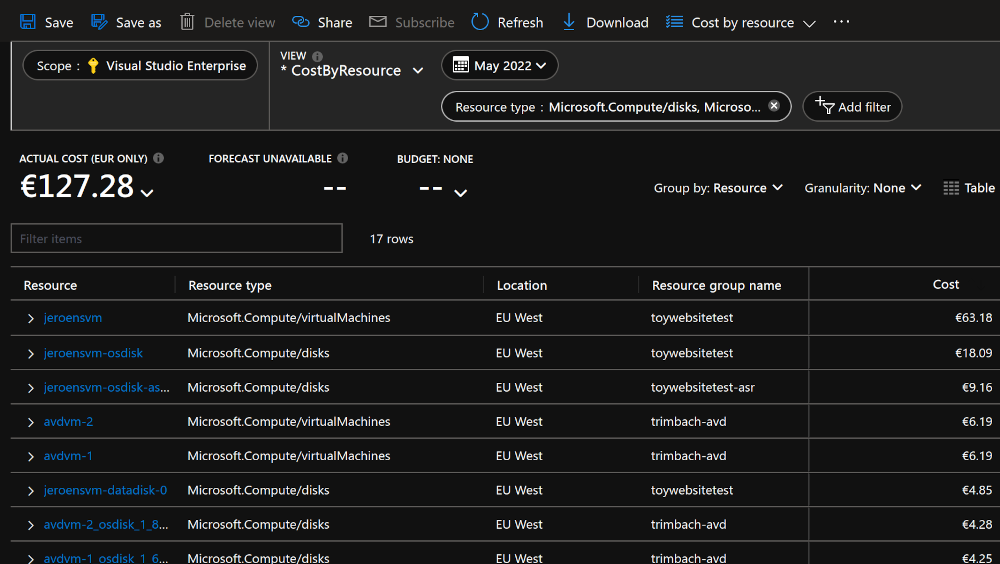 Save Save as Delete view Share Subscribe Refresh Download Cost by resource ...
Scope : Visual Studio Enterprise
VIEW
* CostByResource
May 2022
Resource type : Microsoft.Compute/disks, Microso...
Add filter
ACTUAL COST (EUR ONLY) FORECAST UNAVAILABLE BUDGET: NONE
€127.28 -- --
Group by: Resource Granularity: None Table
Filter items 17 rows
Resource Resource type Location Resource group name Cost
jeroensvm Microsoft.Compute/virtualMachines EU West toywebsitetest €63.18
jeroensvm-osdisk Microsoft.Compute/disks EU West toywebsitetest €18.09
jeroensvm-osdisk-as... Microsoft.Compute/disks EU West toywebsitetest-asr €9.16
avdvm-2 Microsoft.Compute/virtualMachines EU West trimbach-avd €6.19
avdvm-1 Microsoft.Compute/virtualMachines EU West trimbach-avd €6.19
jeroensvm-datadisk-0 Microsoft.Compute/disks EU West toywebsitetest €4.85
avdvm-2_osdisk_1_8... Microsoft.Compute/disks EU West trimbach-avd €4.28
avdvm-1_osdisk_1_6... Microsoft.Compute/disks EU West trimbach-avd €4.25